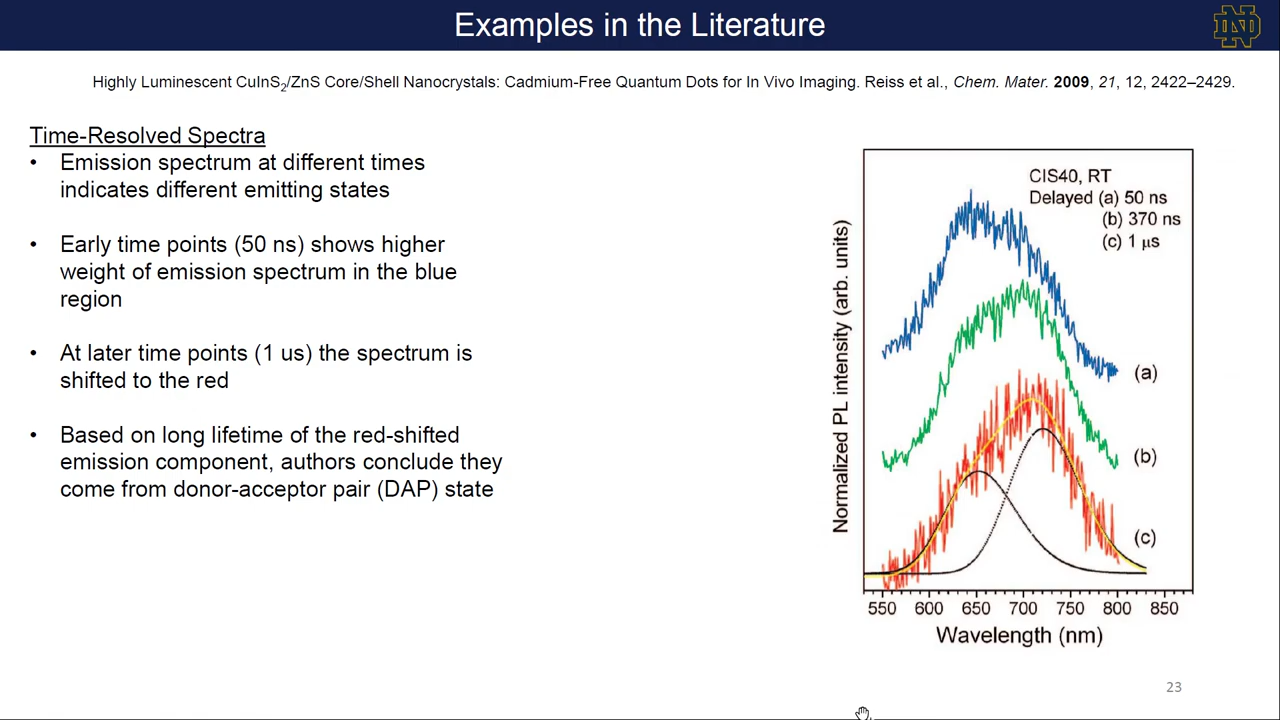 Examples in the Literature
Highly Luminescent CuInS2/ZnS Core/Shell Nanocrystals: Cadmium-Free Quantum Dots for In Vivo Imaging. Reiss et al., Chem. Mater. 2009, 21, 12, 2422–2429.
Time-Resolved Spectra
• Emission spectrum at different times
indicates different emitting states
• Early time points (50 ns) shows higher
weight of emission spectrum in the blue
region
• At later time points (1 us) the spectrum is
shifted to the red
• Based on long lifetime of the red-shifted
emission component, authors conclude they
come from donor-acceptor pair (DAP) state
Normalized PL intensity (arb. units)
CIS40, RT
Delayed (a) 50 ns
(b) 370 ns
(c) 1 μs
(a)
(b)
(c)
550 600 650 700 750 800 850
Wavelength (nm)
23